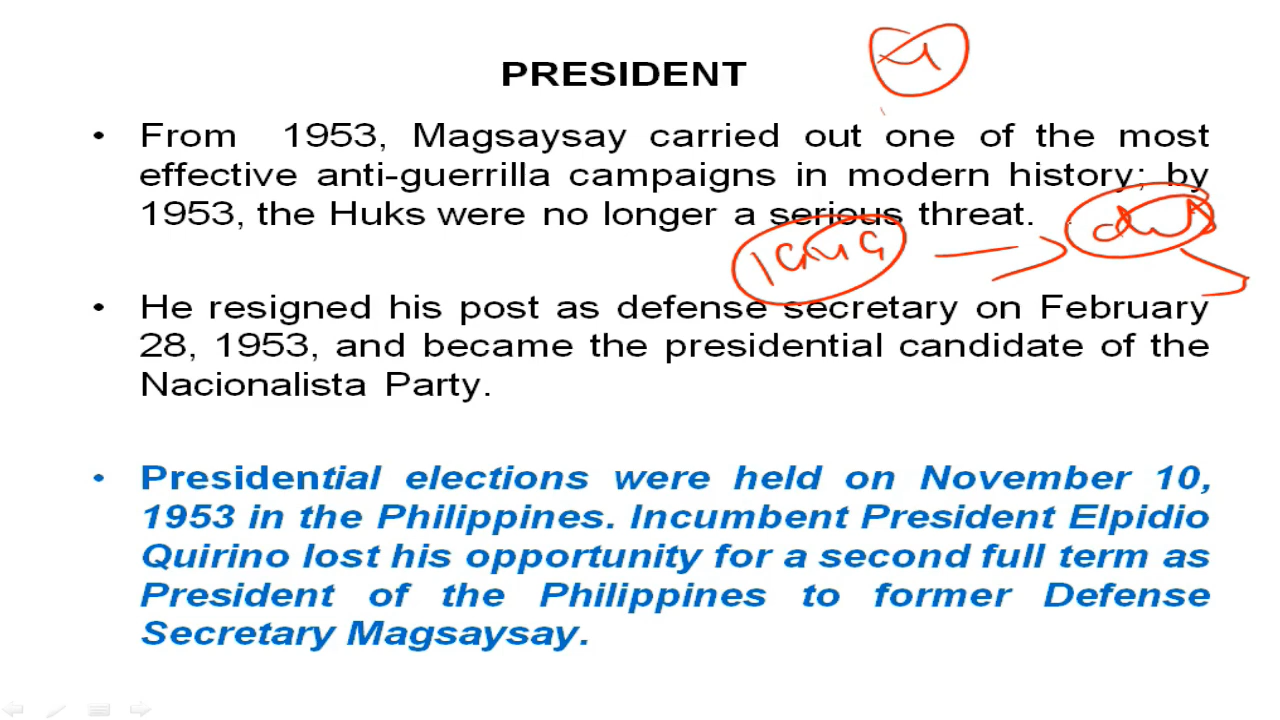 PRESIDENT
• From 1953, Magsaysay carried out one of the most
effective anti-guerrilla campaigns in modern history; by
1953, the Huks were no longer a serious threat.
• He resigned his post as defense secretary on February
28, 1953, and became the presidential candidate of the
Nacionalista Party.
• Presidential elections were held on November 10,
1953 in the Philippines. Incumbent President Elpidio
Quirino lost his opportunity for a second full term as
President of the Philippines to former Defense
Secretary Magsaysay.